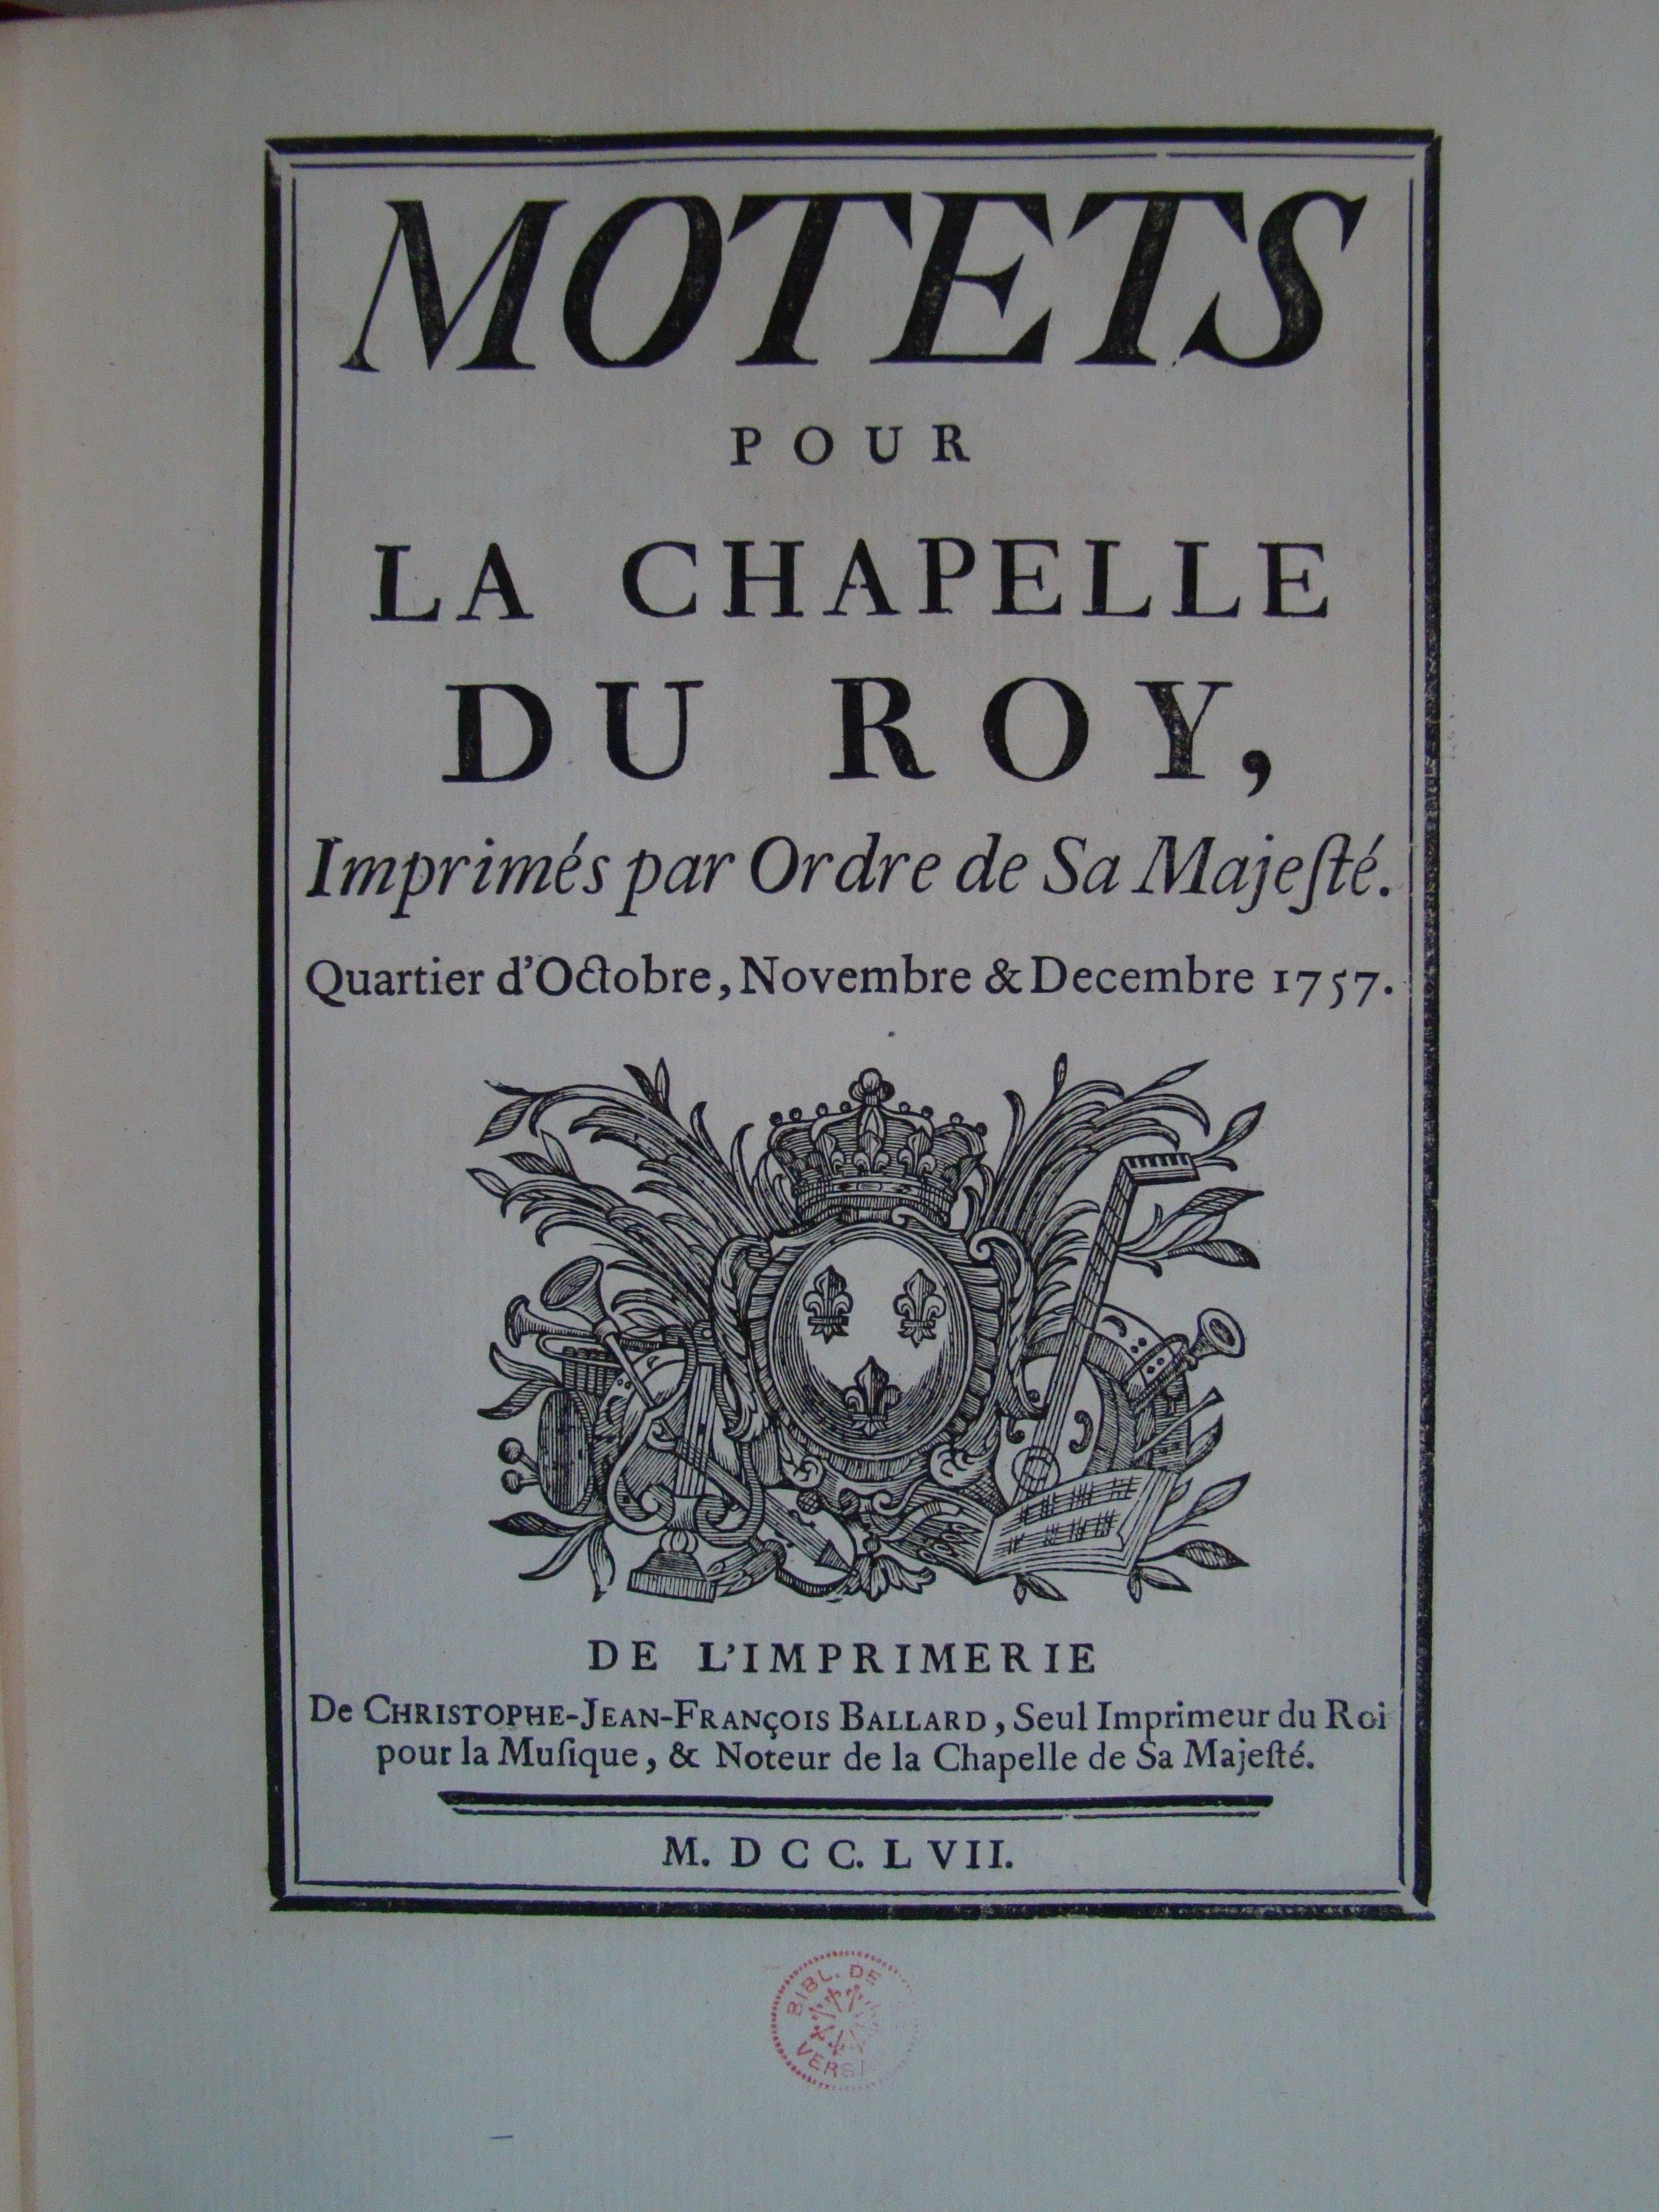 MOTETS
POUR
LA CHAPELLE
DU ROY,
Imprimés par Ordre de Sa Majeſté.
Quartier d'Octobre, Novembre & Decembre 1757.
DE L'IMPRIMERIE
De CHRISTOPHE-JEAN-FRANÇOIS BALLARD, Seul Imprimeur du Roi
pour la Muſique, & Noteur de la Chapelle de Sa Majeſté.
M. DCC. LVII.
BIBL. DE